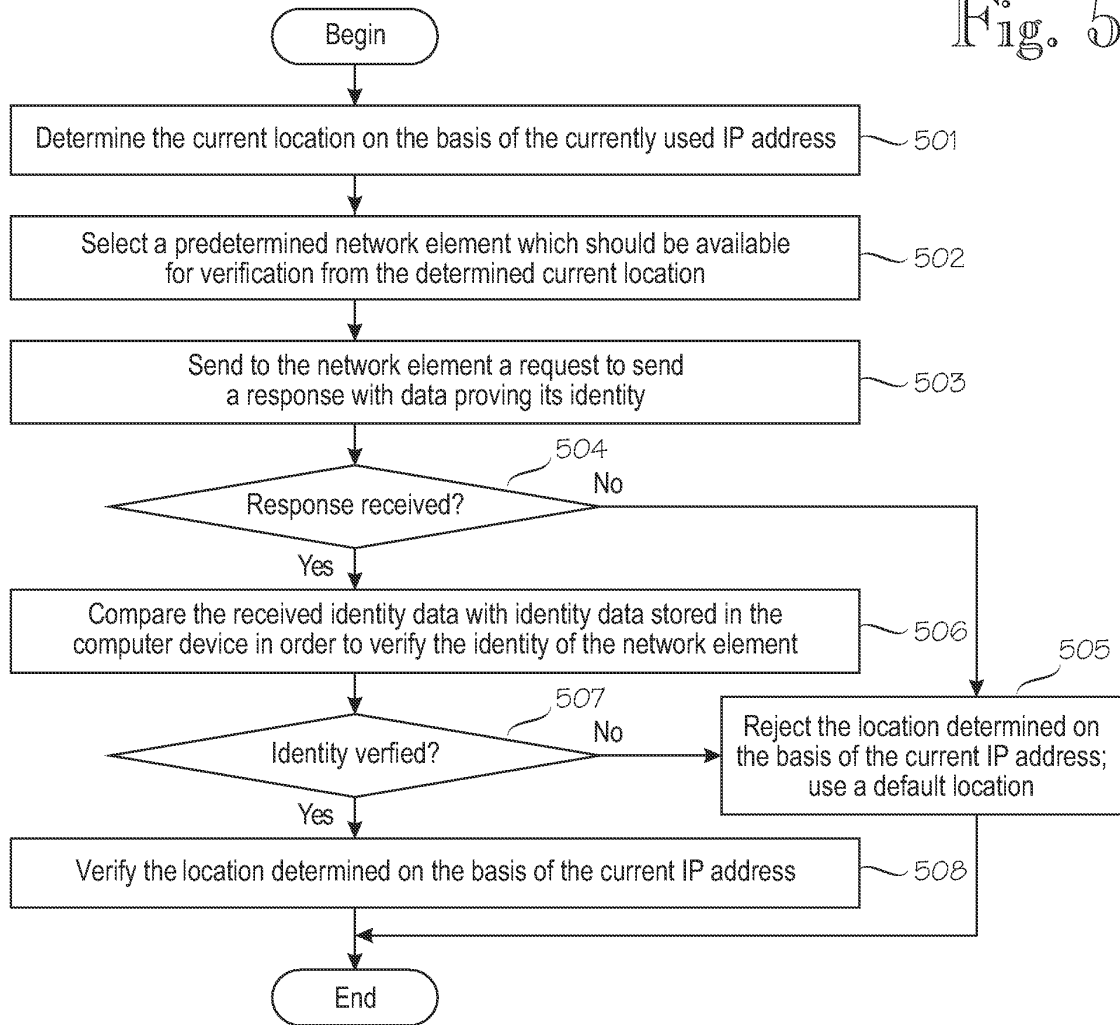 Fig. 5
Begin
Determine the current location on the basis of the currently used IP address
501
Select a predetermined network element which should be available
for verification from the determined current location
502
Send to the network element a request to send
a response with data proving its identity
503
504
Response received?
No
Yes
Compare the received identity data with identity data stored in the
computer device in order to verify the identity of the network element
506
505
Reject the location determined on
the basis of the current IP address;
use a default location
507
Identity verfied?
No
Yes
Verify the location determined on the basis of the current IP address
508
End